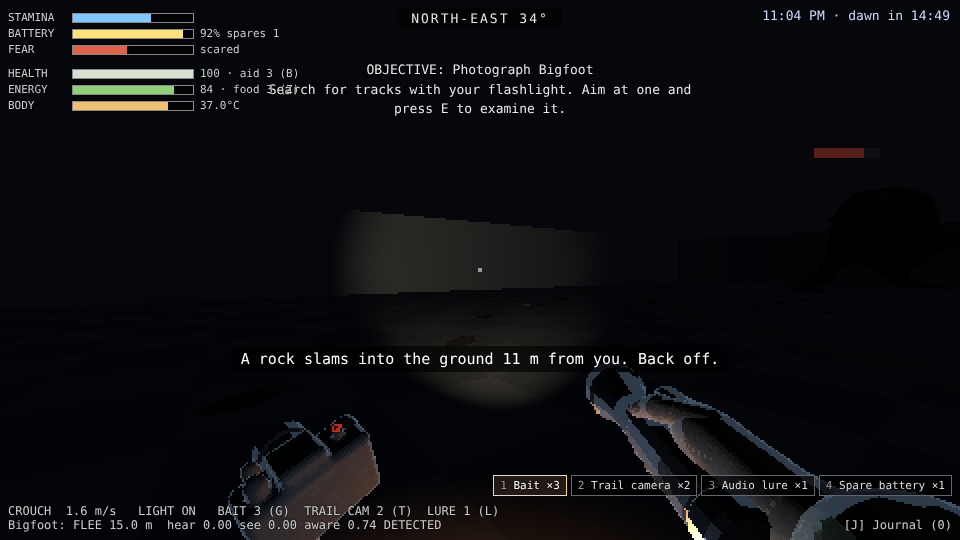 STAMINA
BATTERY 92% spares 1
FEAR scared
HEALTH 100 · aid 3 (B)
ENERGY 84 · food 3 (Z)
BODY 37.0°C
NORTH-EAST 34°
11:04 PM · dawn in 14:49
OBJECTIVE: Photograph Bigfoot
Search for tracks with your flashlight. Aim at one and
press E to examine it.
A rock slams into the ground 11 m from you. Back off.
1 Bait ×3 2 Trail camera ×2 3 Audio lure ×1 4 Spare battery ×1
CROUCH 1.6 m/s LIGHT ON BAIT 3 (G) TRAIL CAM 2 (T) LURE 1 (L)
Bigfoot: FLEE 15.0 m hear 0.00 see 0.00 aware 0.74 DETECTED
[J] Journal (0)